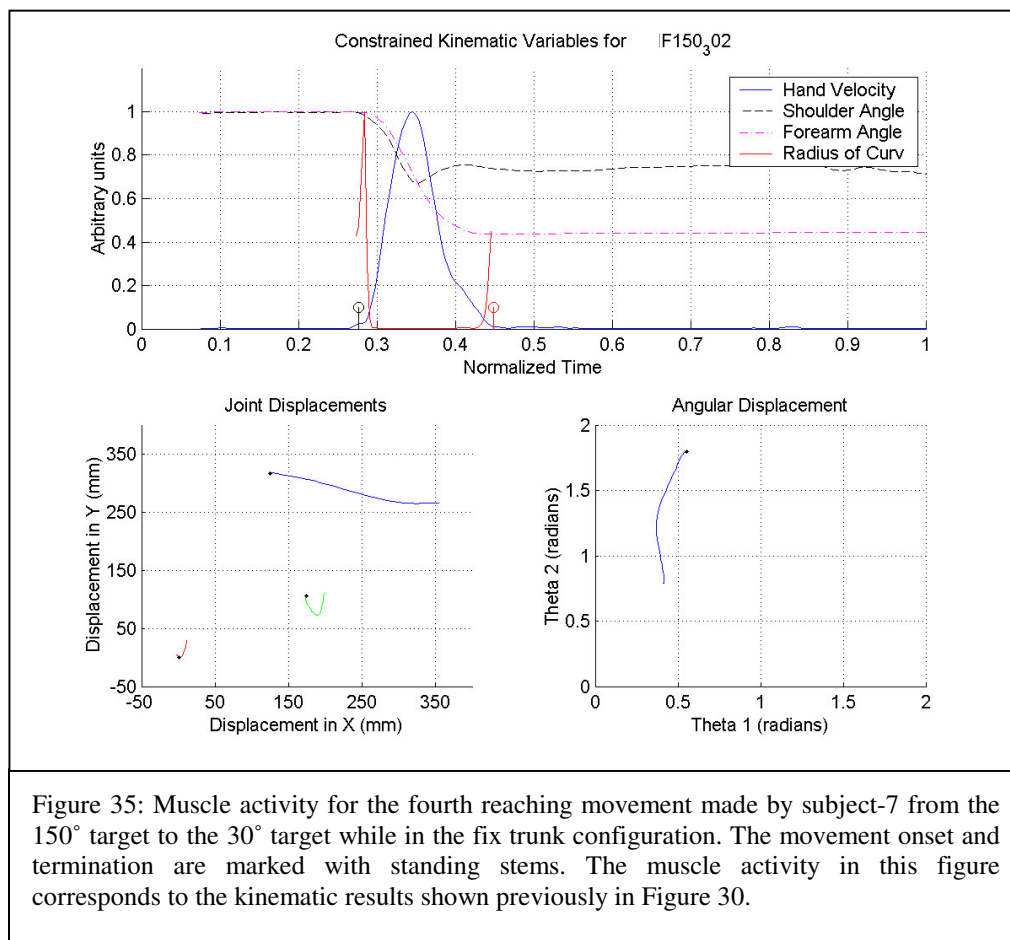 Constrained Kinematic Variables for IF150₃02
Hand Velocity
Shoulder Angle
Forearm Angle
Radius of Curv
Arbitrary units
1
0.8
0.6
0.4
0.2
0
0 0.1 0.2 0.3 0.4 0.5 0.6 0.7 0.8 0.9 1
Normalized Time
Joint Displacements
Displacement in Y (mm)
350
250
150
50
-50
-50 50 150 250 350
Displacement in X (mm)
Angular Displacement
Theta 2 (radians)
2
1.5
1
0.5
0
0 0.5 1 1.5 2
Theta 1 (radians)
Figure 35: Muscle activity for the fourth reaching movement made by subject-7 from the
150˚ target to the 30˚ target while in the fix trunk configuration. The movement onset and
termination are marked with standing stems. The muscle activity in this figure
corresponds to the kinematic results shown previously in Figure 30.